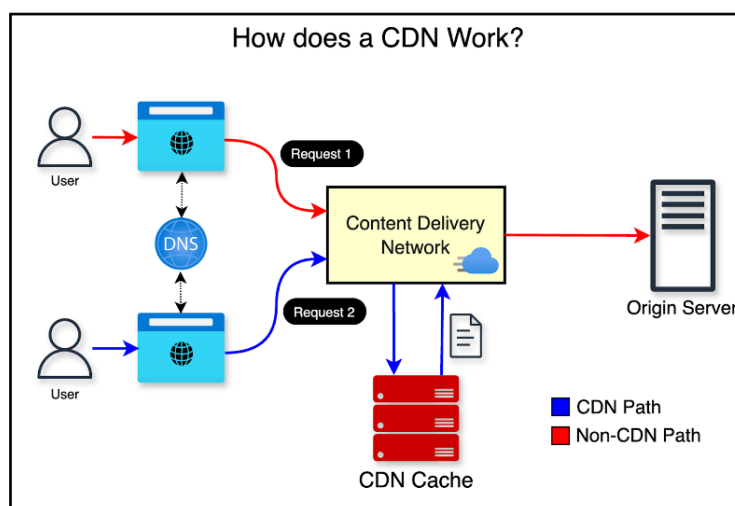 How does a CDN Work?
User
Request 1
DNS
Content Delivery
Network
Origin Server
Request 2
User
CDN Cache
CDN Path
Non-CDN Path